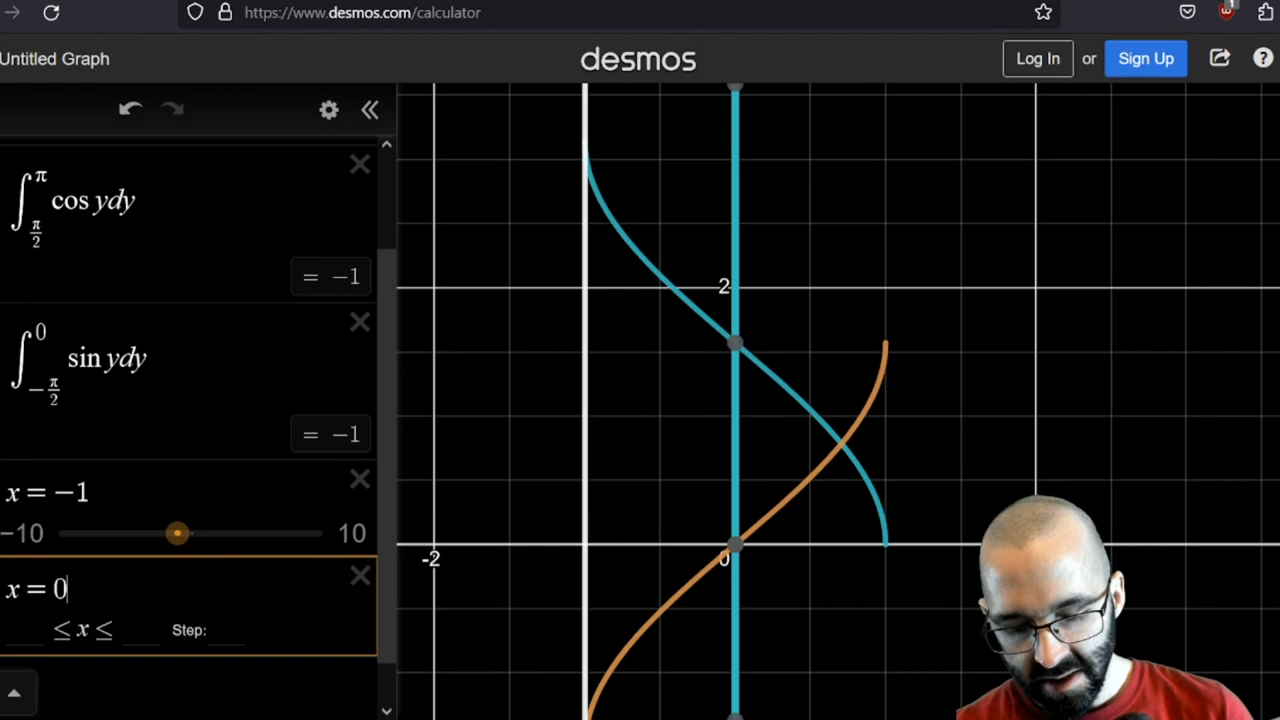 https://www.desmos.com/calculator
1
Untitled Graph
desmos
Log In or Sign Up
?
∫_{π/2}^{π} cos ydy
= −1
∫_{−π/2}^{0} sin ydy
= −1
x = −1
−10 10
x = 0
≤ x ≤ Step:
2
-2
0